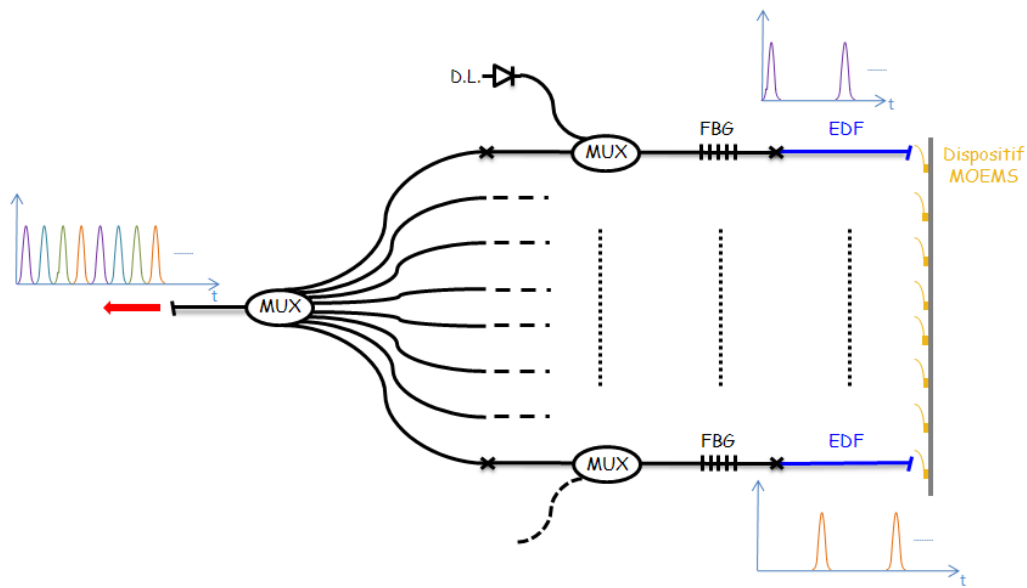 t
D.L.
MUX
FBG
EDF
Dispositif
MOEMS
t
MUX
MUX
FBG
EDF
t